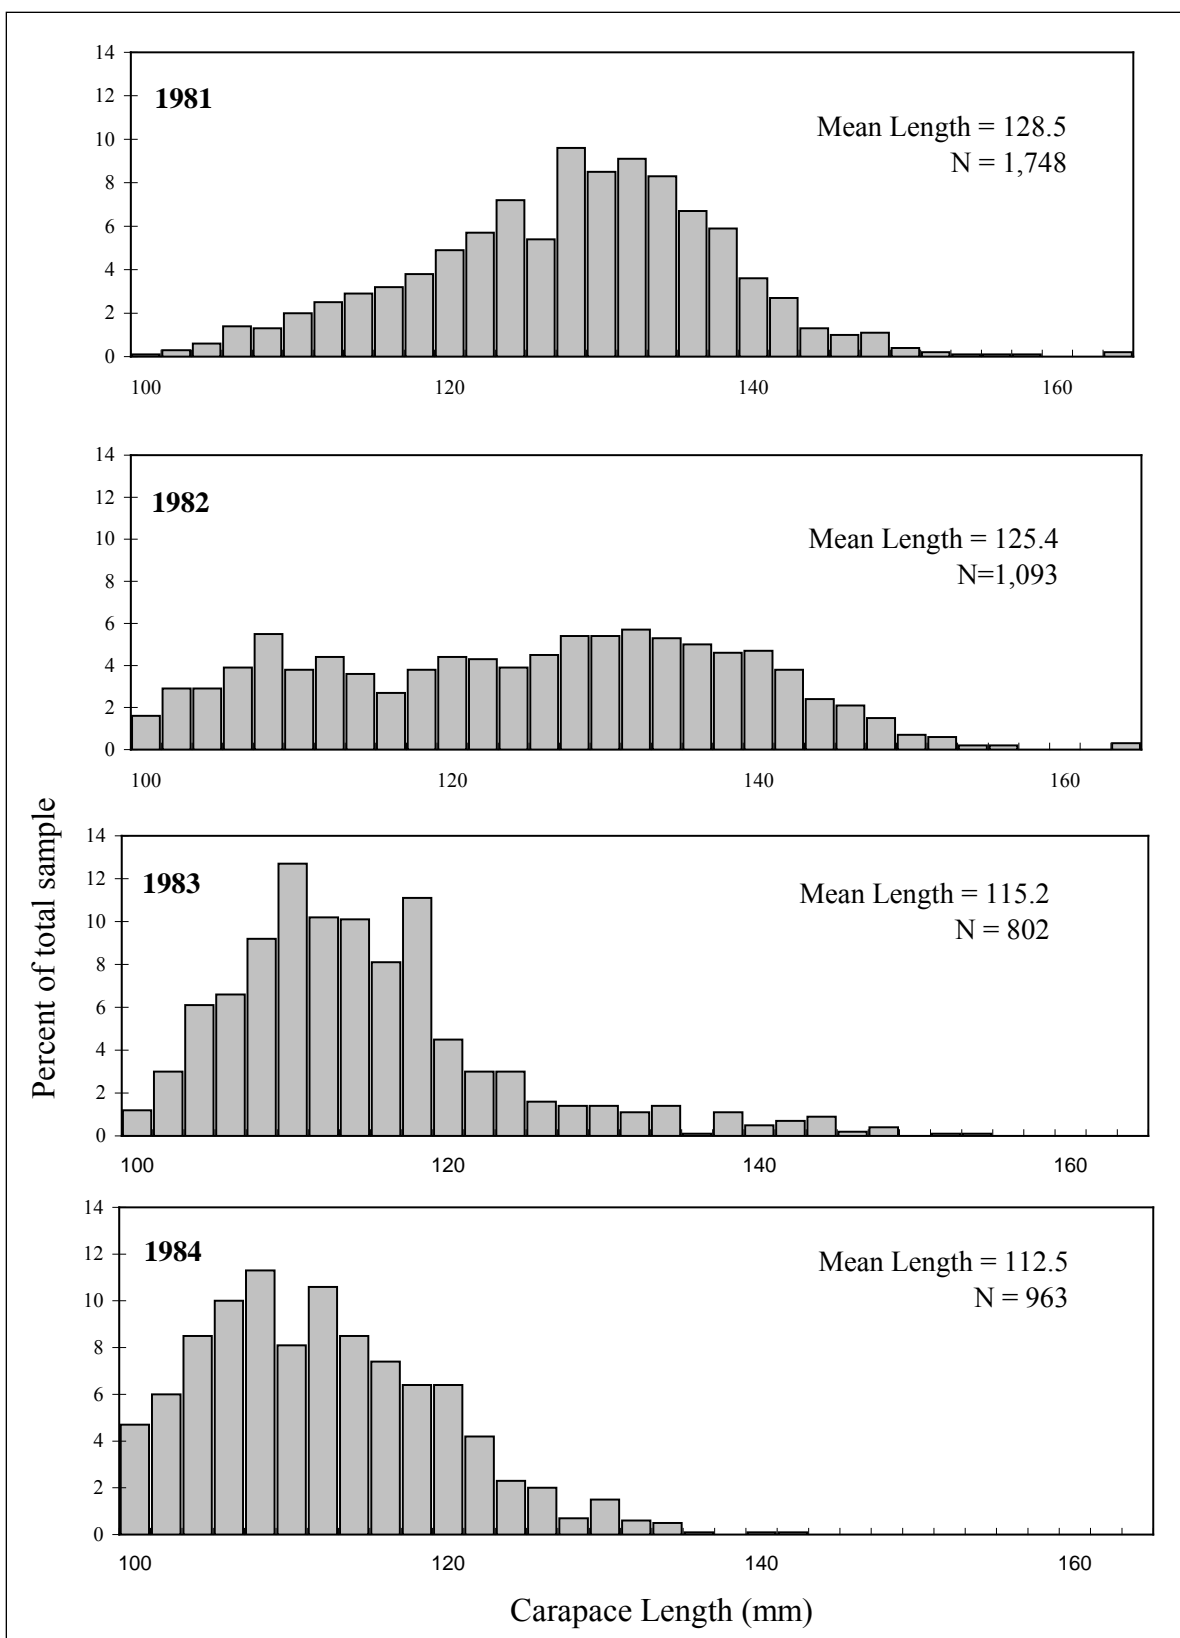 14
12
10
8
6
4
2
0
1981
Mean Length = 128.5
N = 1,748
100 120 140 160
14
12
10
8
6
4
2
0
1982
Mean Length = 125.4
N=1,093
100 120 140 160
Percent of total sample
14
12
10
8
6
4
2
0
1983
Mean Length = 115.2
N = 802
100 120 140 160
14
12
10
8
6
4
2
0
1984
Mean Length = 112.5
N = 963
100 120 140 160
Carapace Length (mm)